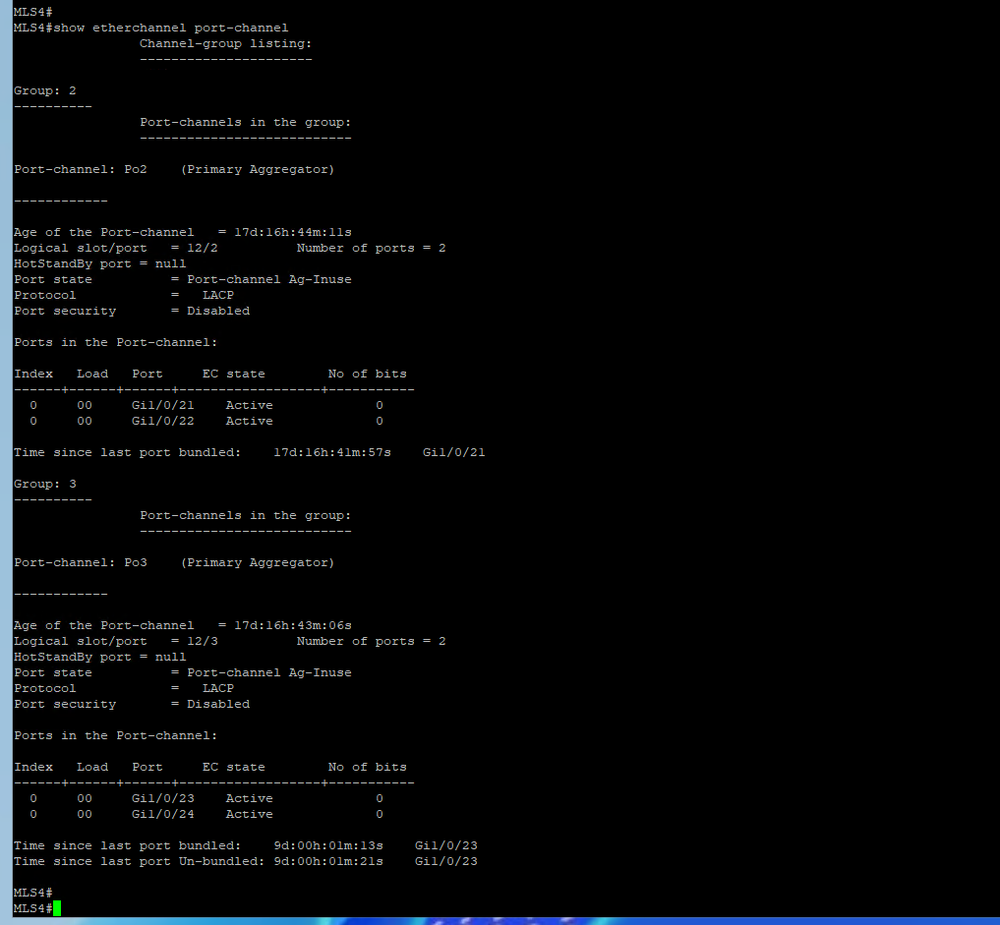 MLS4#
MLS4#show etherchannel port-channel
                Channel-group listing:
                ----------------------

Group: 2
----------
                Port-channels in the group:
                ---------------------------

Port-channel: Po2    (Primary Aggregator)

------------

Age of the Port-channel   = 17d:16h:44m:11s
Logical slot/port   = 12/2          Number of ports = 2
HotStandBy port = null
Port state          = Port-channel Ag-Inuse
Protocol            =   LACP
Port security       = Disabled

Ports in the Port-channel:

Index   Load   Port     EC state        No of bits
------+------+------+------------------+-----------
  0     00     Gi1/0/21    Active             0
  0     00     Gi1/0/22    Active             0

Time since last port bundled:    17d:16h:41m:57s    Gi1/0/21

Group: 3
----------
                Port-channels in the group:
                ---------------------------

Port-channel: Po3    (Primary Aggregator)

------------

Age of the Port-channel   = 17d:16h:43m:06s
Logical slot/port   = 12/3          Number of ports = 2
HotStandBy port = null
Port state          = Port-channel Ag-Inuse
Protocol            =   LACP
Port security       = Disabled

Ports in the Port-channel:

Index   Load   Port     EC state        No of bits
------+------+------+------------------+-----------
  0     00     Gi1/0/23    Active             0
  0     00     Gi1/0/24    Active             0

Time since last port bundled:    9d:00h:01m:13s    Gi1/0/23
Time since last port Un-bundled: 9d:00h:01m:21s    Gi1/0/23

MLS4#
MLS4#